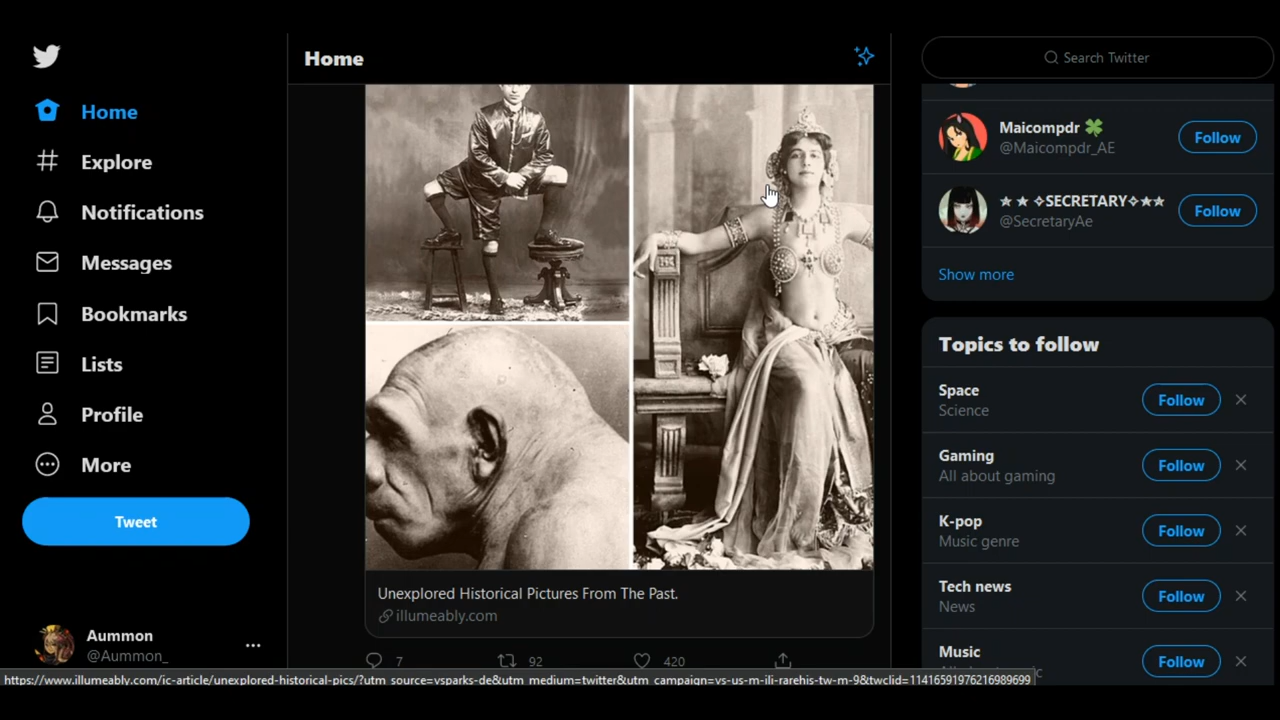 Home
Explore
Notifications
Messages
Bookmarks
Lists
Profile
More
Tweet
Aummon
@Aummon_
Home
Unexplored Historical Pictures From The Past.
illumeably.com
7
92
420
Search Twitter
Maicompdr 🍀
@Maicompdr_AE
Follow
★ ★ ✧SECRETARY✧★★
@SecretaryAe
Follow
Show more
Topics to follow
Space
Science
Follow
Gaming
All about gaming
Follow
K-pop
Music genre
Follow
Tech news
News
Follow
Music
Follow
https://www.illumeably.com/ic-article/unexplored-historical-pics/?utm_source=vsparks-de&utm_medium=twitter&utm_campaign=vs-us-m-ili-rarehis-tw-m-9&twclid=11416591976216989699